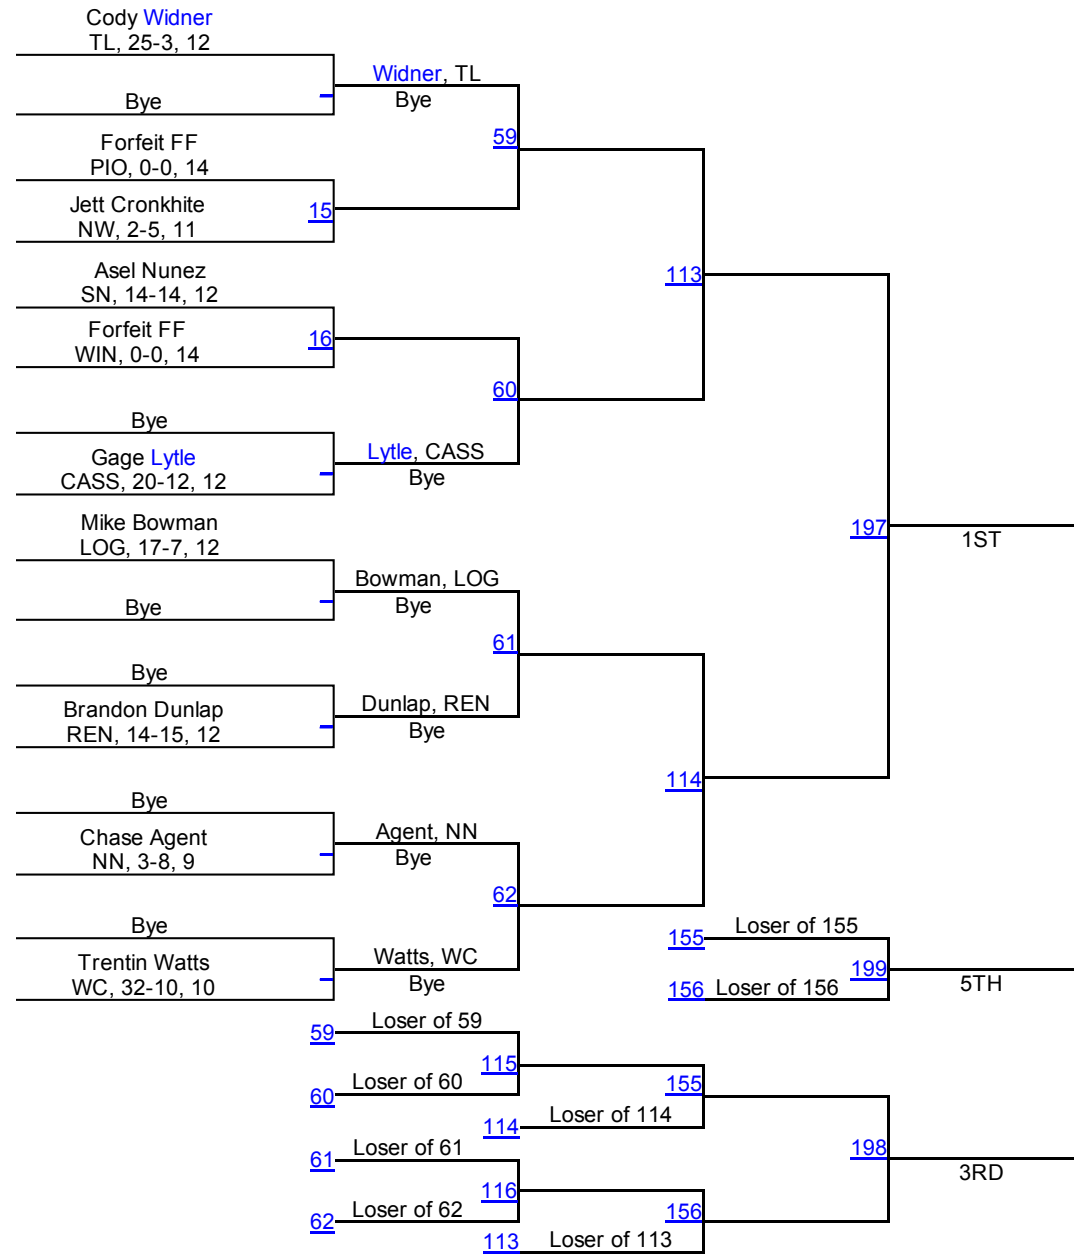 Cody Widner
TL, 25-3, 12
Widner, TL
Bye
Bye
59
Forfeit FF
PIO, 0-0, 14
Jett Cronkhite
NW, 2-5, 11
15
Asel Nunez
SN, 14-14, 12
113
Forfeit FF
WIN, 0-0, 14
16
60
Bye
Gage Lytle
CASS, 20-12, 12
Lytle, CASS
Bye
Mike Bowman
LOG, 17-7, 12
197
1ST
Bowman, LOG
Bye
Bye
61
Bye
Brandon Dunlap
REN, 14-15, 12
Dunlap, REN
Bye
114
Bye
Chase Agent
NN, 3-8, 9
Agent, NN
Bye
62
Bye
Trentin Watts
WC, 32-10, 10
Watts, WC
Bye
155 Loser of 155
199
5TH
156 Loser of 156
59 Loser of 59
115
60 Loser of 60
155
114 Loser of 114
61 Loser of 61
198
3RD
116
62 Loser of 62
156
113 Loser of 113